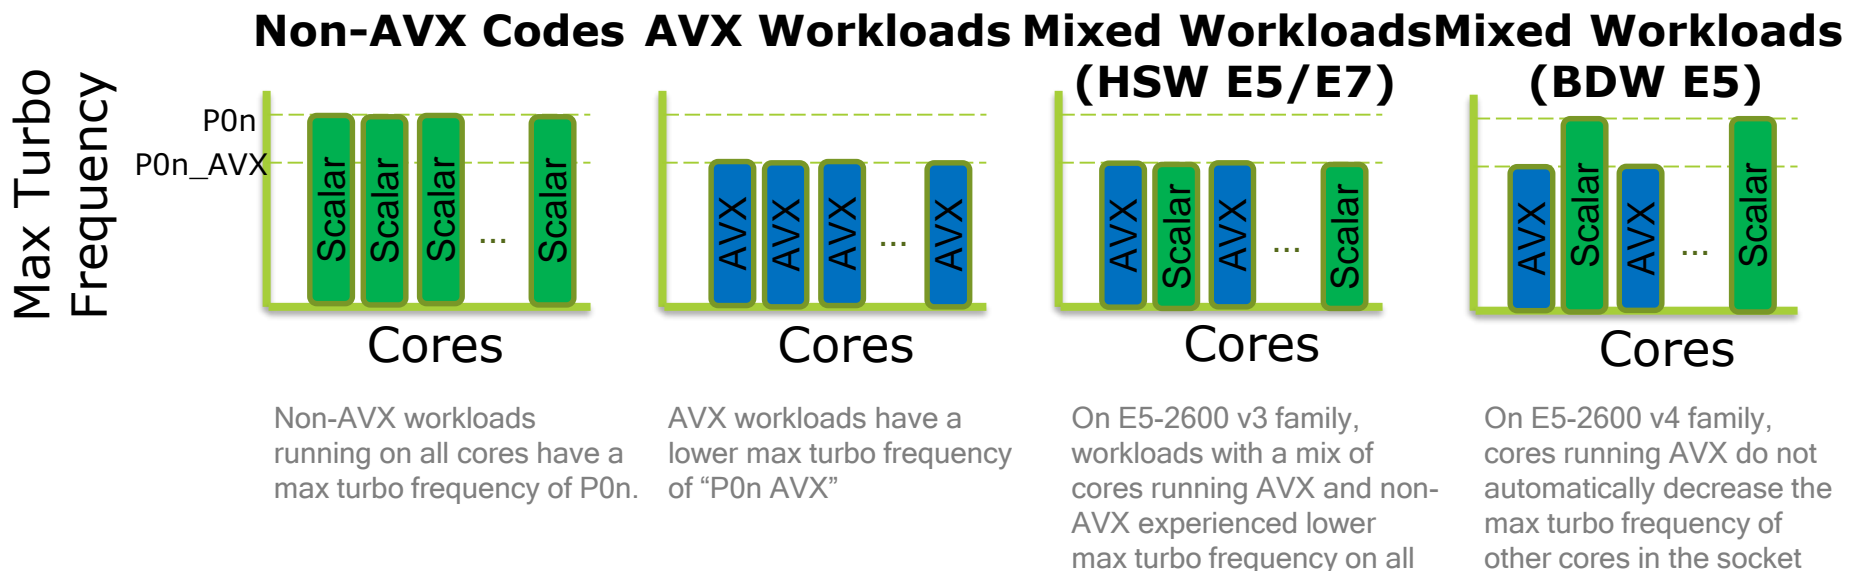 Non-AVX Codes
AVX Workloads
Mixed Workloads
(HSW E5/E7)
Mixed Workloads
(BDW E5)
Max Turbo
Frequency
P0n
P0n_AVX
Scalar
Scalar
Scalar
...
Scalar
Cores
AVX
AVX
AVX
...
AVX
Cores
AVX
Scalar
AVX
...
Scalar
Cores
AVX
Scalar
AVX
...
Scalar
Cores
Non-AVX workloads
running on all cores have a
max turbo frequency of P0n.
AVX workloads have a
lower max turbo frequency
of “P0n AVX”
On E5-2600 v3 family,
workloads with a mix of
cores running AVX and non-
AVX experienced lower
max turbo frequency on all
On E5-2600 v4 family,
cores running AVX do not
automatically decrease the
max turbo frequency of
other cores in the socket